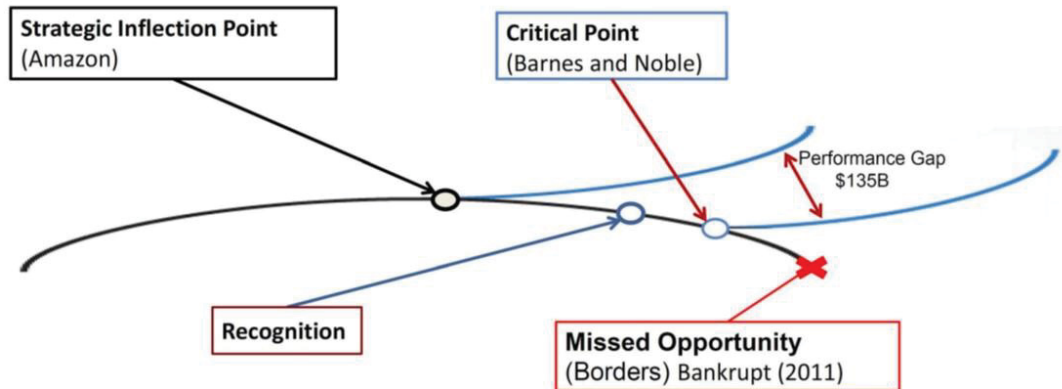 Strategic Inflection Point
(Amazon)
Critical Point
(Barnes and Noble)
Performance Gap
$135B
Recognition
Missed Opportunity
(Borders) Bankrupt (2011)